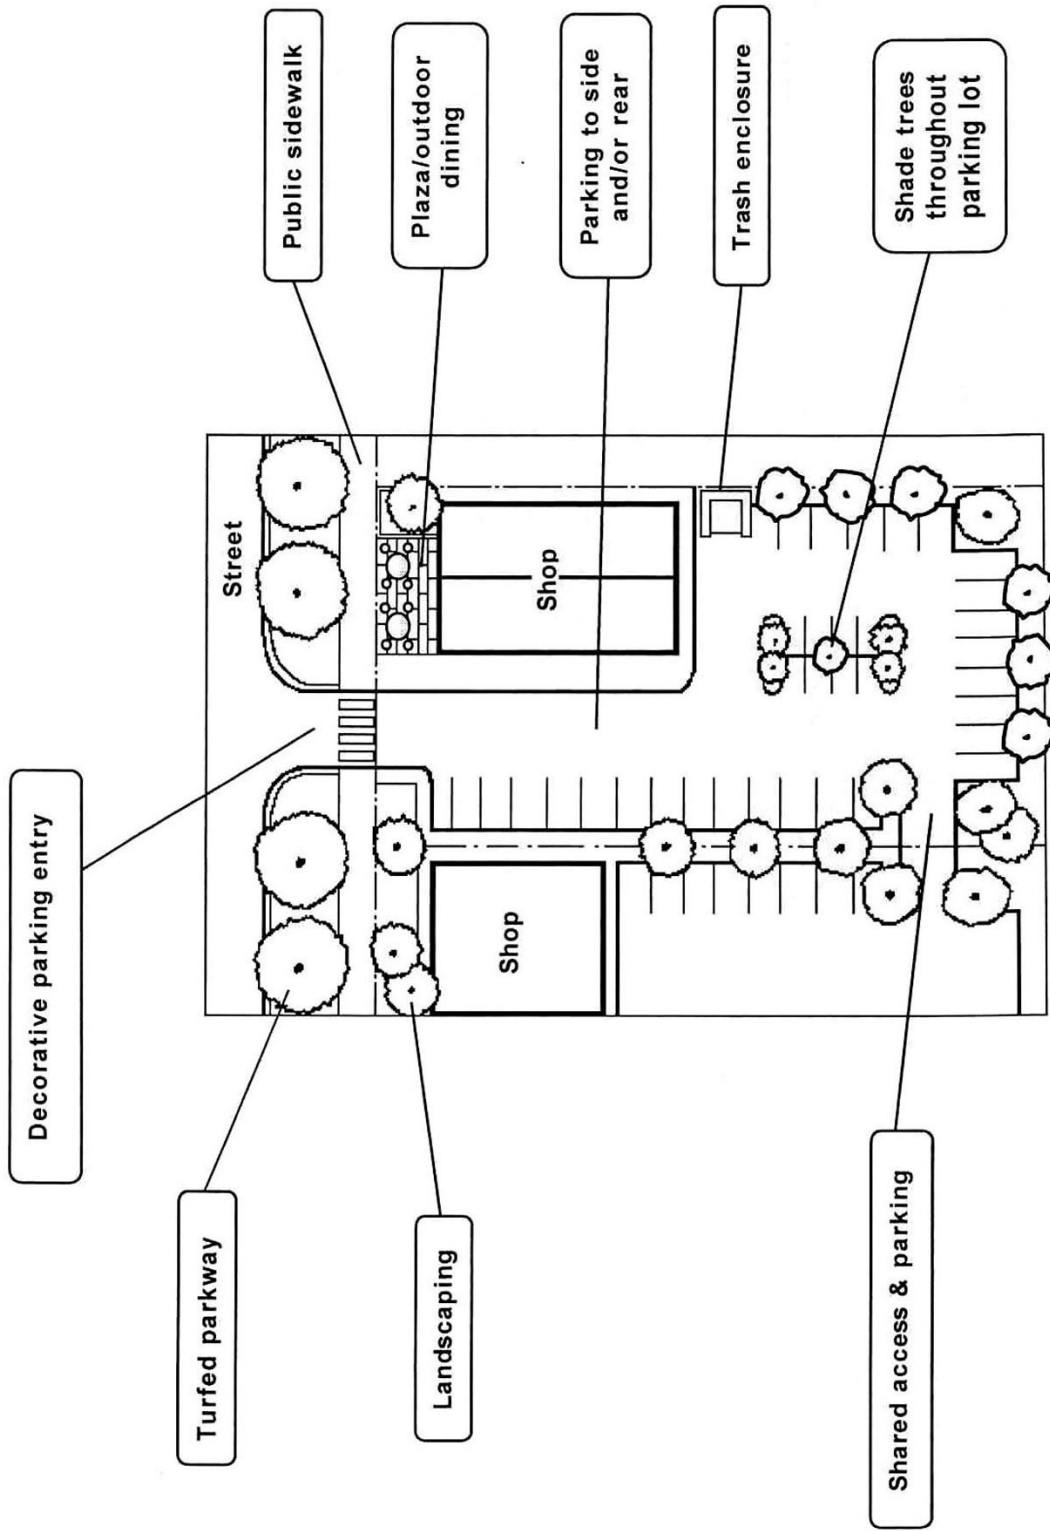 Decorative parking entry
Turfed parkway
Landscaping
Shared access & parking
Street
Shop
Shop
Public sidewalk
Plaza/outdoor
dining
Parking to side
and/or rear
Trash enclosure
Shade trees
throughout
parking lot